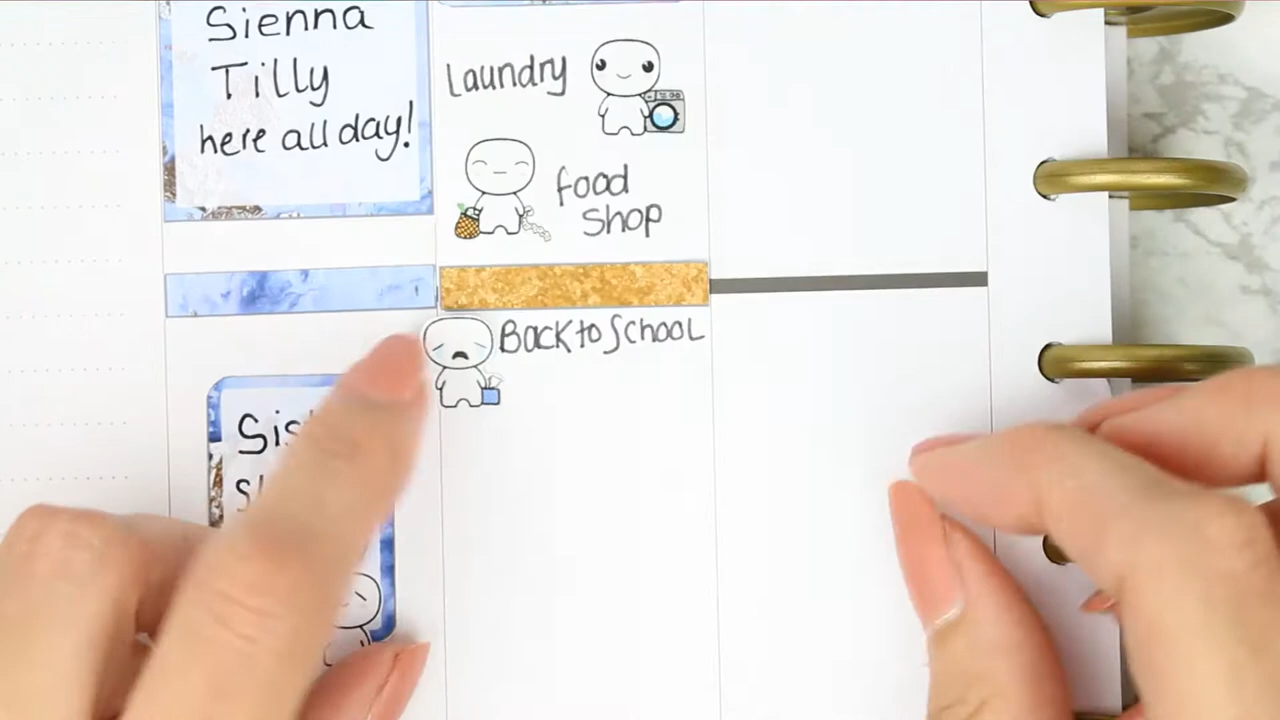 Sienna
Tilly
here all day!
Laundry
food
shop
Back to School